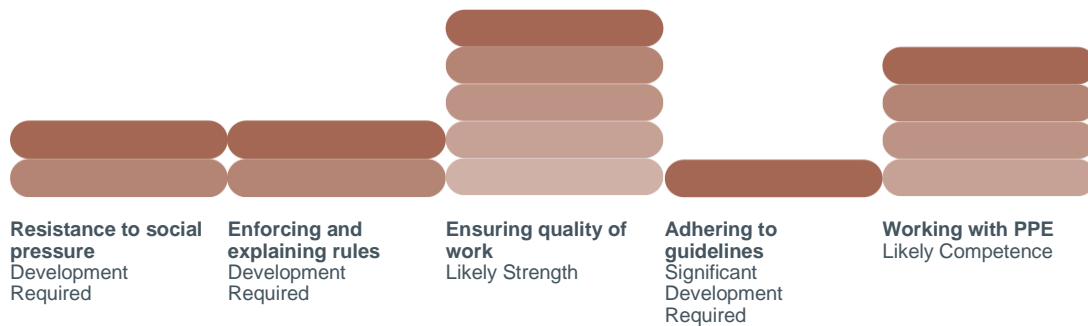 Resistance to social
pressure
Development
Required
Enforcing and
explaining rules
Development
Required
Ensuring quality of
work
Likely Strength
Adhering to
guidelines
Significant
Development
Required
Working with PPE
Likely Competence